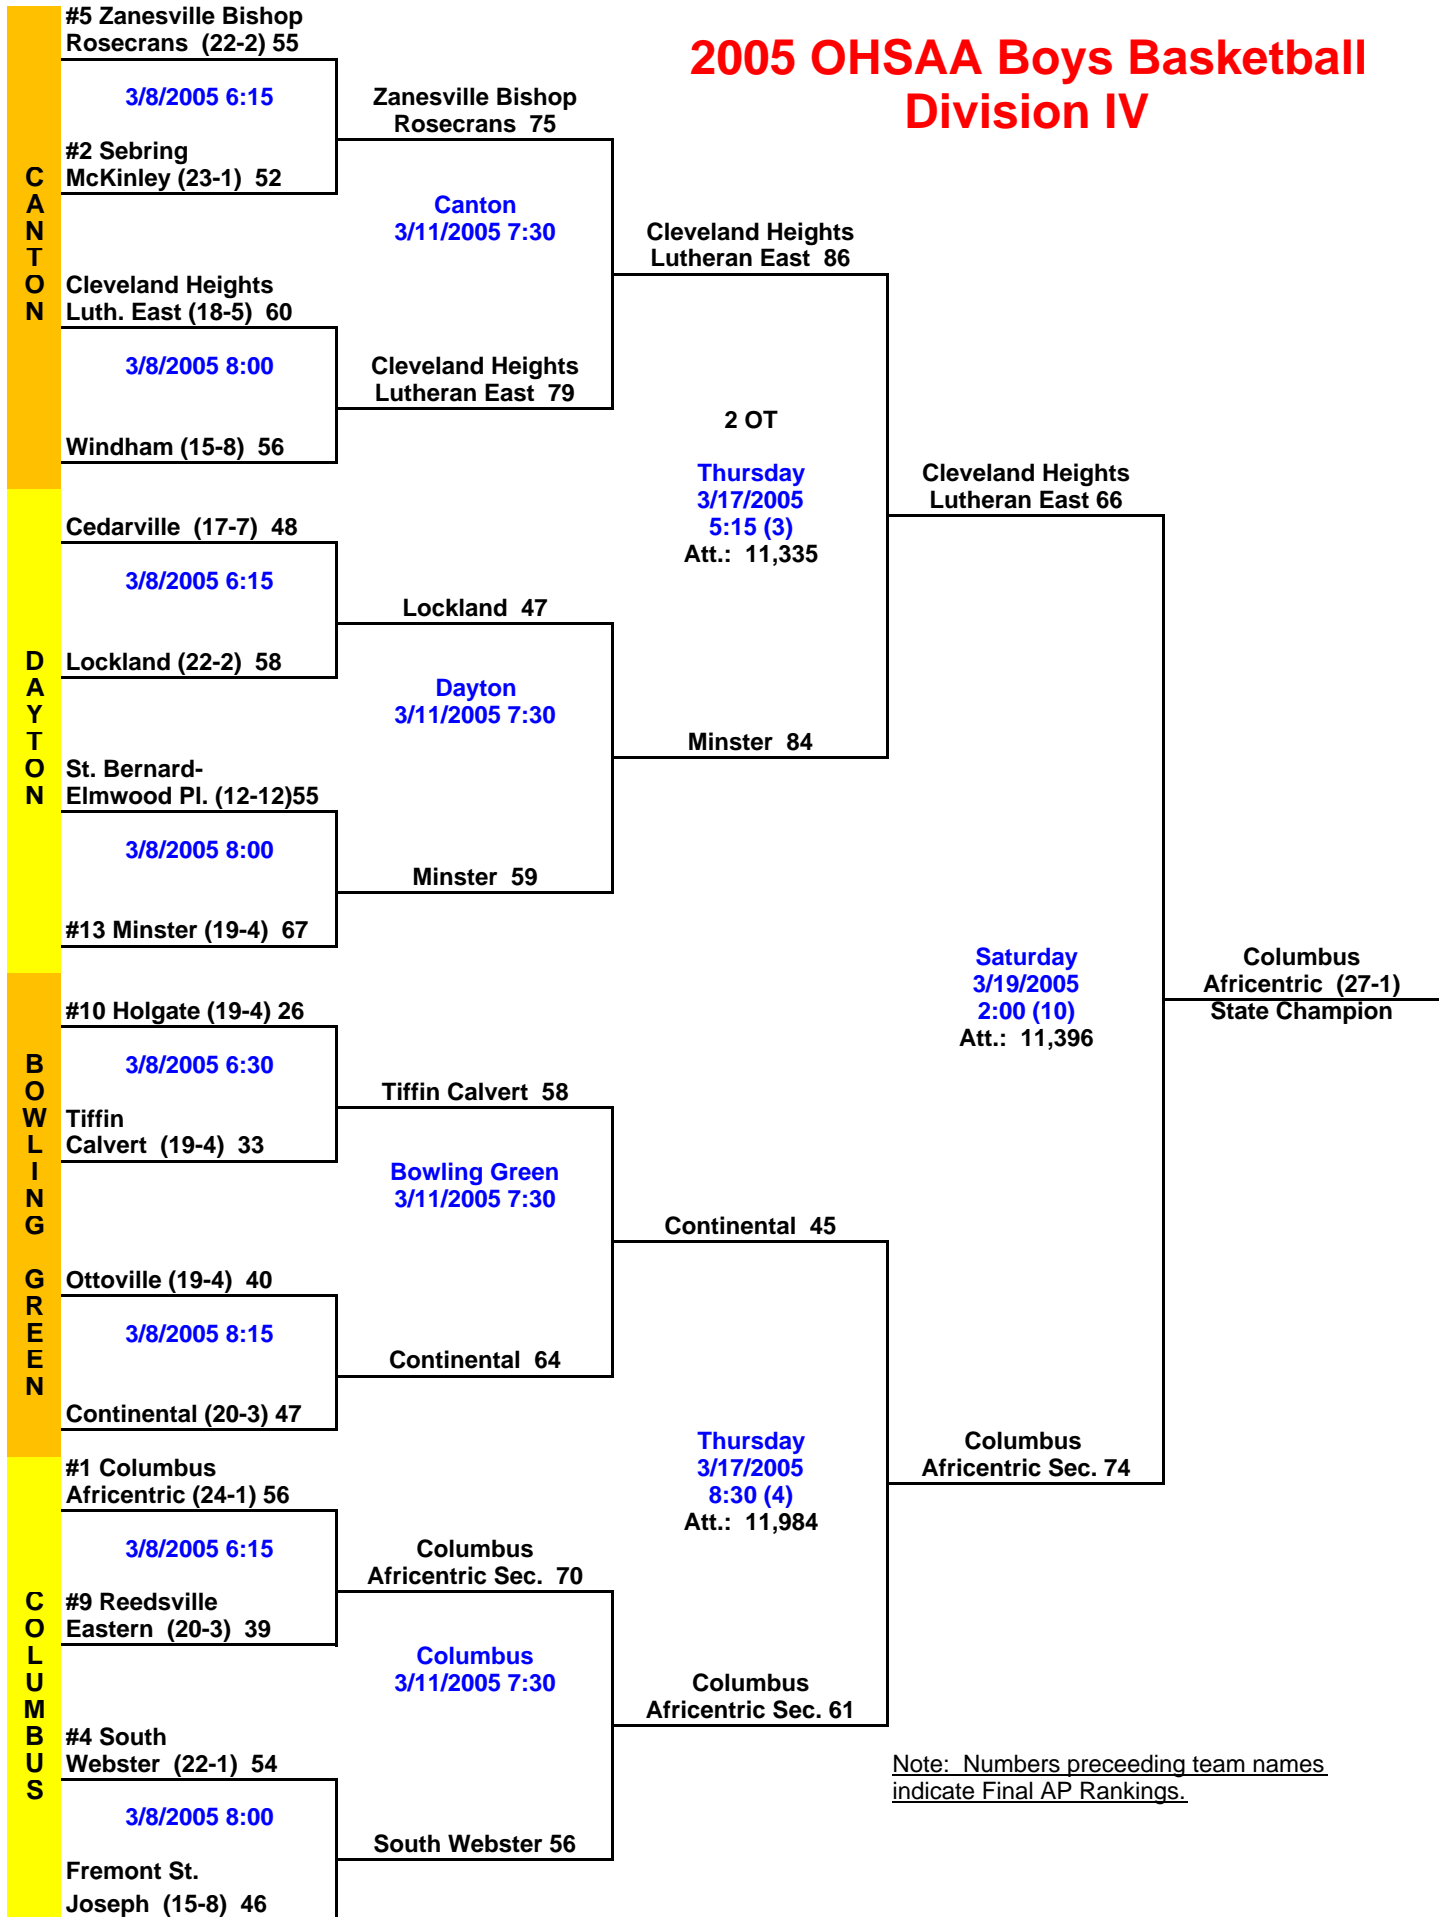 2005 OHSAA Boys Basketball
Division IV
CANTON
#5 Zanesville Bishop
Rosecrans  (22-2) 55
3/8/2005 6:15
#2 Sebring
McKinley (23-1)  52
Cleveland Heights
Luth. East (18-5)  60
3/8/2005 8:00
Windham (15-8)  56
DAYTON
Cedarville  (17-7)  48
3/8/2005 6:15
Lockland (22-2)  58
St. Bernard-
Elmwood Pl. (12-12)55
3/8/2005 8:00
#13 Minster (19-4)  67
BOWLING GREEN
#10 Holgate (19-4) 26
3/8/2005 6:30
Tiffin
Calvert  (19-4)  33
Ottoville (19-4)  40
3/8/2005 8:15
Continental (20-3) 47
COLUMBUS
#1 Columbus
Africentric (24-1) 56
3/8/2005 6:15
#9 Reedsville
Eastern  (20-3)  39
#4 South
Webster  (22-1)  54
3/8/2005 8:00
Fremont St.
Joseph  (15-8)  46
Zanesville Bishop
Rosecrans  75
Canton
3/11/2005 7:30
Cleveland Heights
Lutheran East  79
Lockland  47
Dayton
3/11/2005 7:30
Minster  59
Tiffin Calvert  58
Bowling Green
3/11/2005 7:30
Continental  64
Columbus
Africentric Sec.  70
Columbus
3/11/2005 7:30
South Webster 56
Cleveland Heights
Lutheran East  86
2 OT
Thursday
3/17/2005
5:15 (3)
Att.:  11,335
Minster  84
Continental  45
Thursday
3/17/2005
8:30 (4)
Att.:  11,984
Columbus
Africentric Sec. 61
Cleveland Heights
Lutheran East 66
Saturday
3/19/2005
2:00 (10)
Att.:  11,396
Columbus
Africentric Sec. 74
Columbus
Africentric  (27-1)
State Champion
Note:  Numbers preceeding team names
indicate Final AP Rankings.